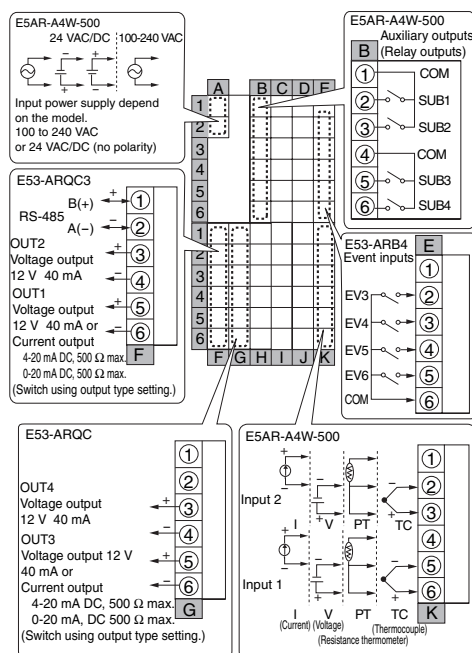 E5AR-A4W-500
24 VAC/DC 100-240 VAC
− + 
+ −
Input power supply depend
on the model.
100 to 240 VAC
or 24 VAC/DC (no polarity)
E5AR-A4W-500
Auxiliary outputs
(Relay outputs)
B
1 COM
2 SUB1
3 SUB2
4 COM
5 SUB3
6 SUB4
A B C D E
1
2
3
4
5
6
1
2
3
4
5
6
F G H I J K
E53-ARQC3
RS-485
B(+) + 1
A(−) − 2
OUT2 + 3
Voltage output
12 V 40 mA − 4
OUT1 + 5
Voltage output
12 V 40 mA or − 6
Current output
4-20 mA DC, 500 Ω max.
0-20 mA DC, 500 Ω max.
F
(Switch using output type setting.)
E53-ARB4
Event inputs
E
1
EV3 2
EV4 3
EV5 4
EV6 5
COM 6
E53-ARQC
1
2
OUT4
Voltage output + 3
12 V 40 mA
− 4
OUT3
Voltage output 12 V + 5
40 mA or
Current output − 6
4-20 mA DC, 500 Ω max.
0-20 mA, DC 500 Ω max.
G
(Switch using output type setting.)
E5AR-A4W-500
1
2
3
4
5
6
K
Input 2
+ − − + − +
I V PT TC
Input 1
+ − − + − +
I V PT TC
(Current) (Voltage) (Thermocouple)
(Resistance thermometer)